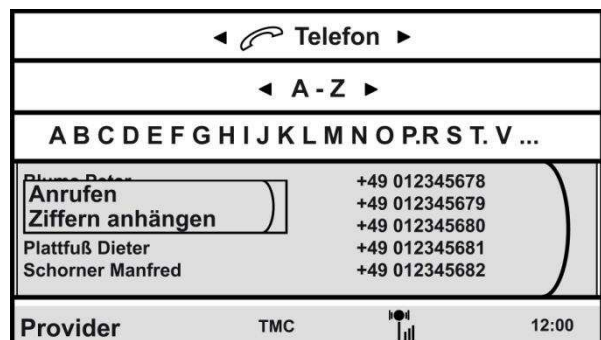 ◄ Telefon ►
◄ A - Z ►
A B C D E F G H I J K L M N O P.R S T. V ...
+49 012345678
Anrufen +49 012345679
Ziffern anhängen +49 012345680
Plattfuß Dieter +49 012345681
Schorner Manfred +49 012345682
Provider TMC 12:00